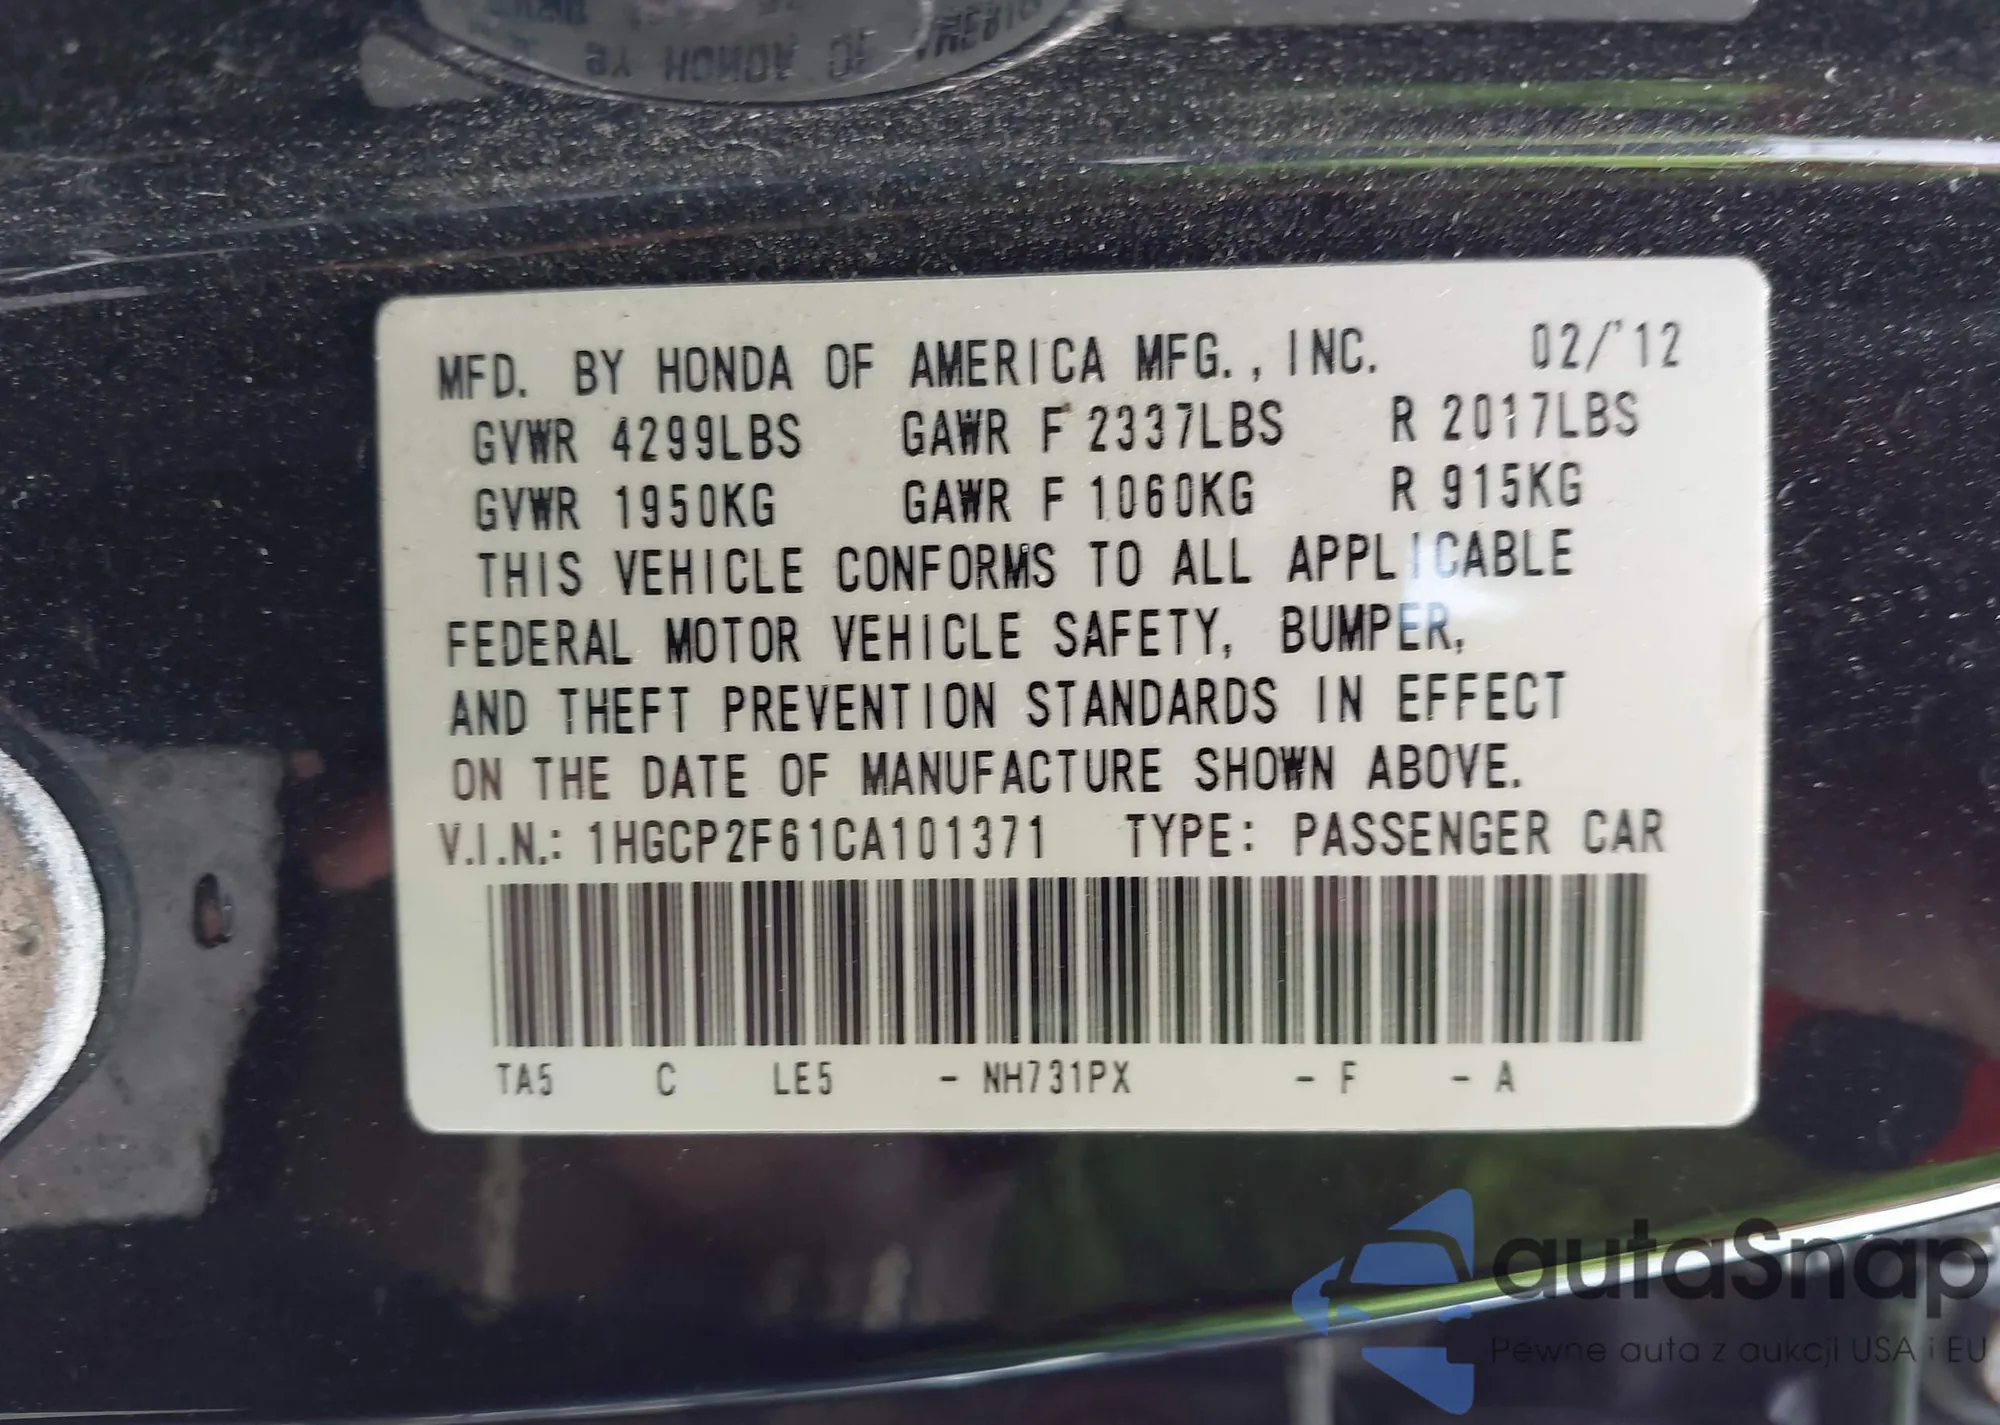 MFD. BY HONDA OF AMERICA MFG., INC. 02/'12
GVWR 4299LBS GAWR F 2337LBS R 2017LBS
GVWR 1950KG GAWR F 1060KG R 915KG
THIS VEHICLE CONFORMS TO ALL APPLICABLE
FEDERAL MOTOR VEHICLE SAFETY, BUMPER,
AND THEFT PREVENTION STANDARDS IN EFFECT
ON THE DATE OF MANUFACTURE SHOWN ABOVE.
V.I.N.: 1HGCP2F61CA101371 TYPE: PASSENGER CAR
TA5 C LE5 - NH731PX - F - A
autaSnap
Pewne auta z aukcji USA i EU